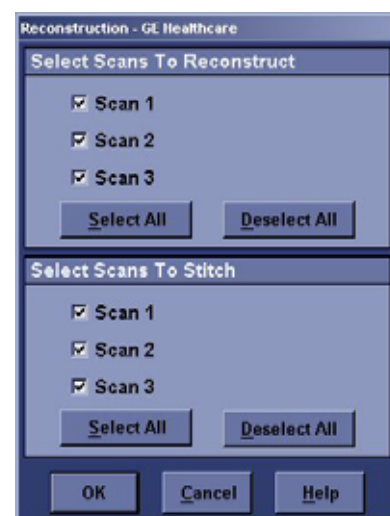 Reconstruction - GE Healthcare
Select Scans To Reconstruct
Scan 1
Scan 2
Scan 3
Select All Deselect All
Select Scans To Stitch
Scan 1
Scan 2
Scan 3
Select All Deselect All
OK Cancel Help